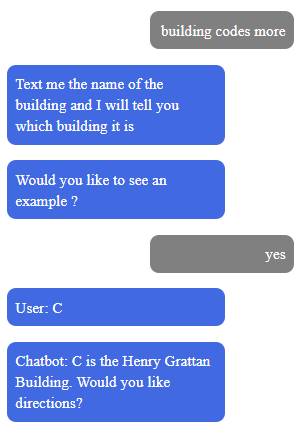 building codes more
Text me the name of the
building and I will tell you
which building it is
Would you like to see an
example ?
yes
User: C
Chatbot: C is the Henry Grattan
Building. Would you like
directions?